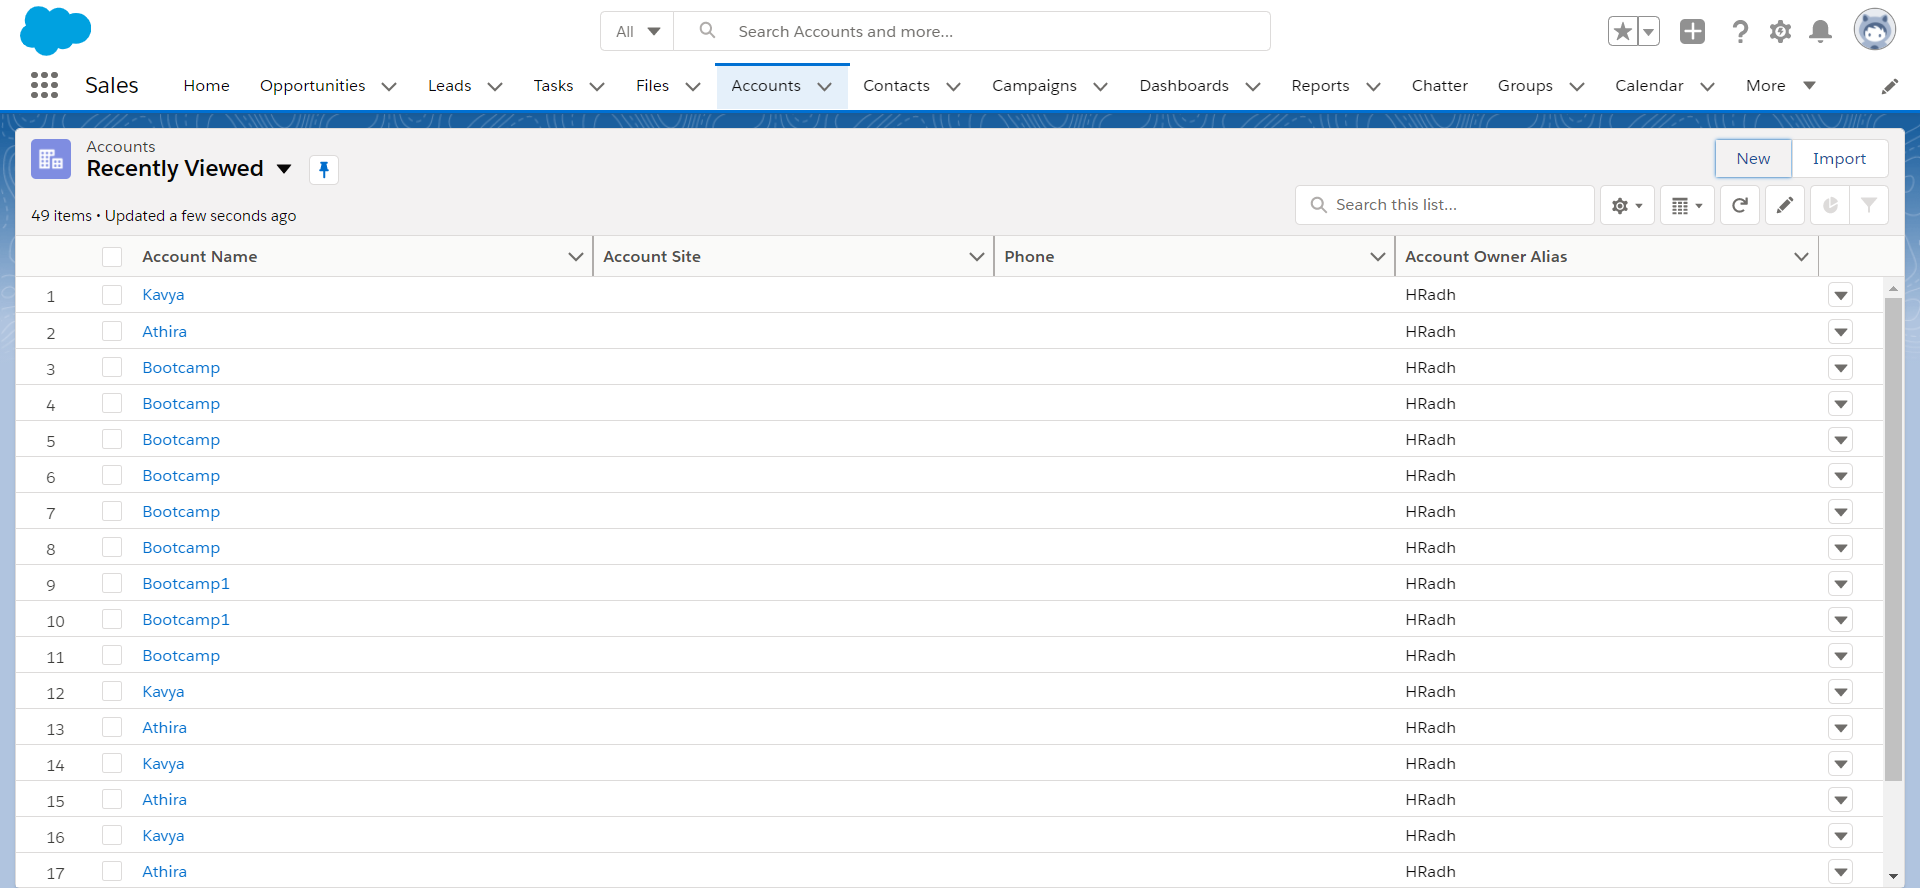 All Search Accounts and more...
Sales Home Opportunities Leads Tasks Files Accounts Contacts Campaigns Dashboards Reports Chatter Groups Calendar More
Accounts
Recently Viewed
New Import
49 items • Updated a few seconds ago
Search this list...
Account Name Account Site Phone Account Owner Alias
1 Kavya HRadh
2 Athira HRadh
3 Bootcamp HRadh
4 Bootcamp HRadh
5 Bootcamp HRadh
6 Bootcamp HRadh
7 Bootcamp HRadh
8 Bootcamp HRadh
9 Bootcamp1 HRadh
10 Bootcamp1 HRadh
11 Bootcamp HRadh
12 Kavya HRadh
13 Athira HRadh
14 Kavya HRadh
15 Athira HRadh
16 Kavya HRadh
17 Athira HRadh